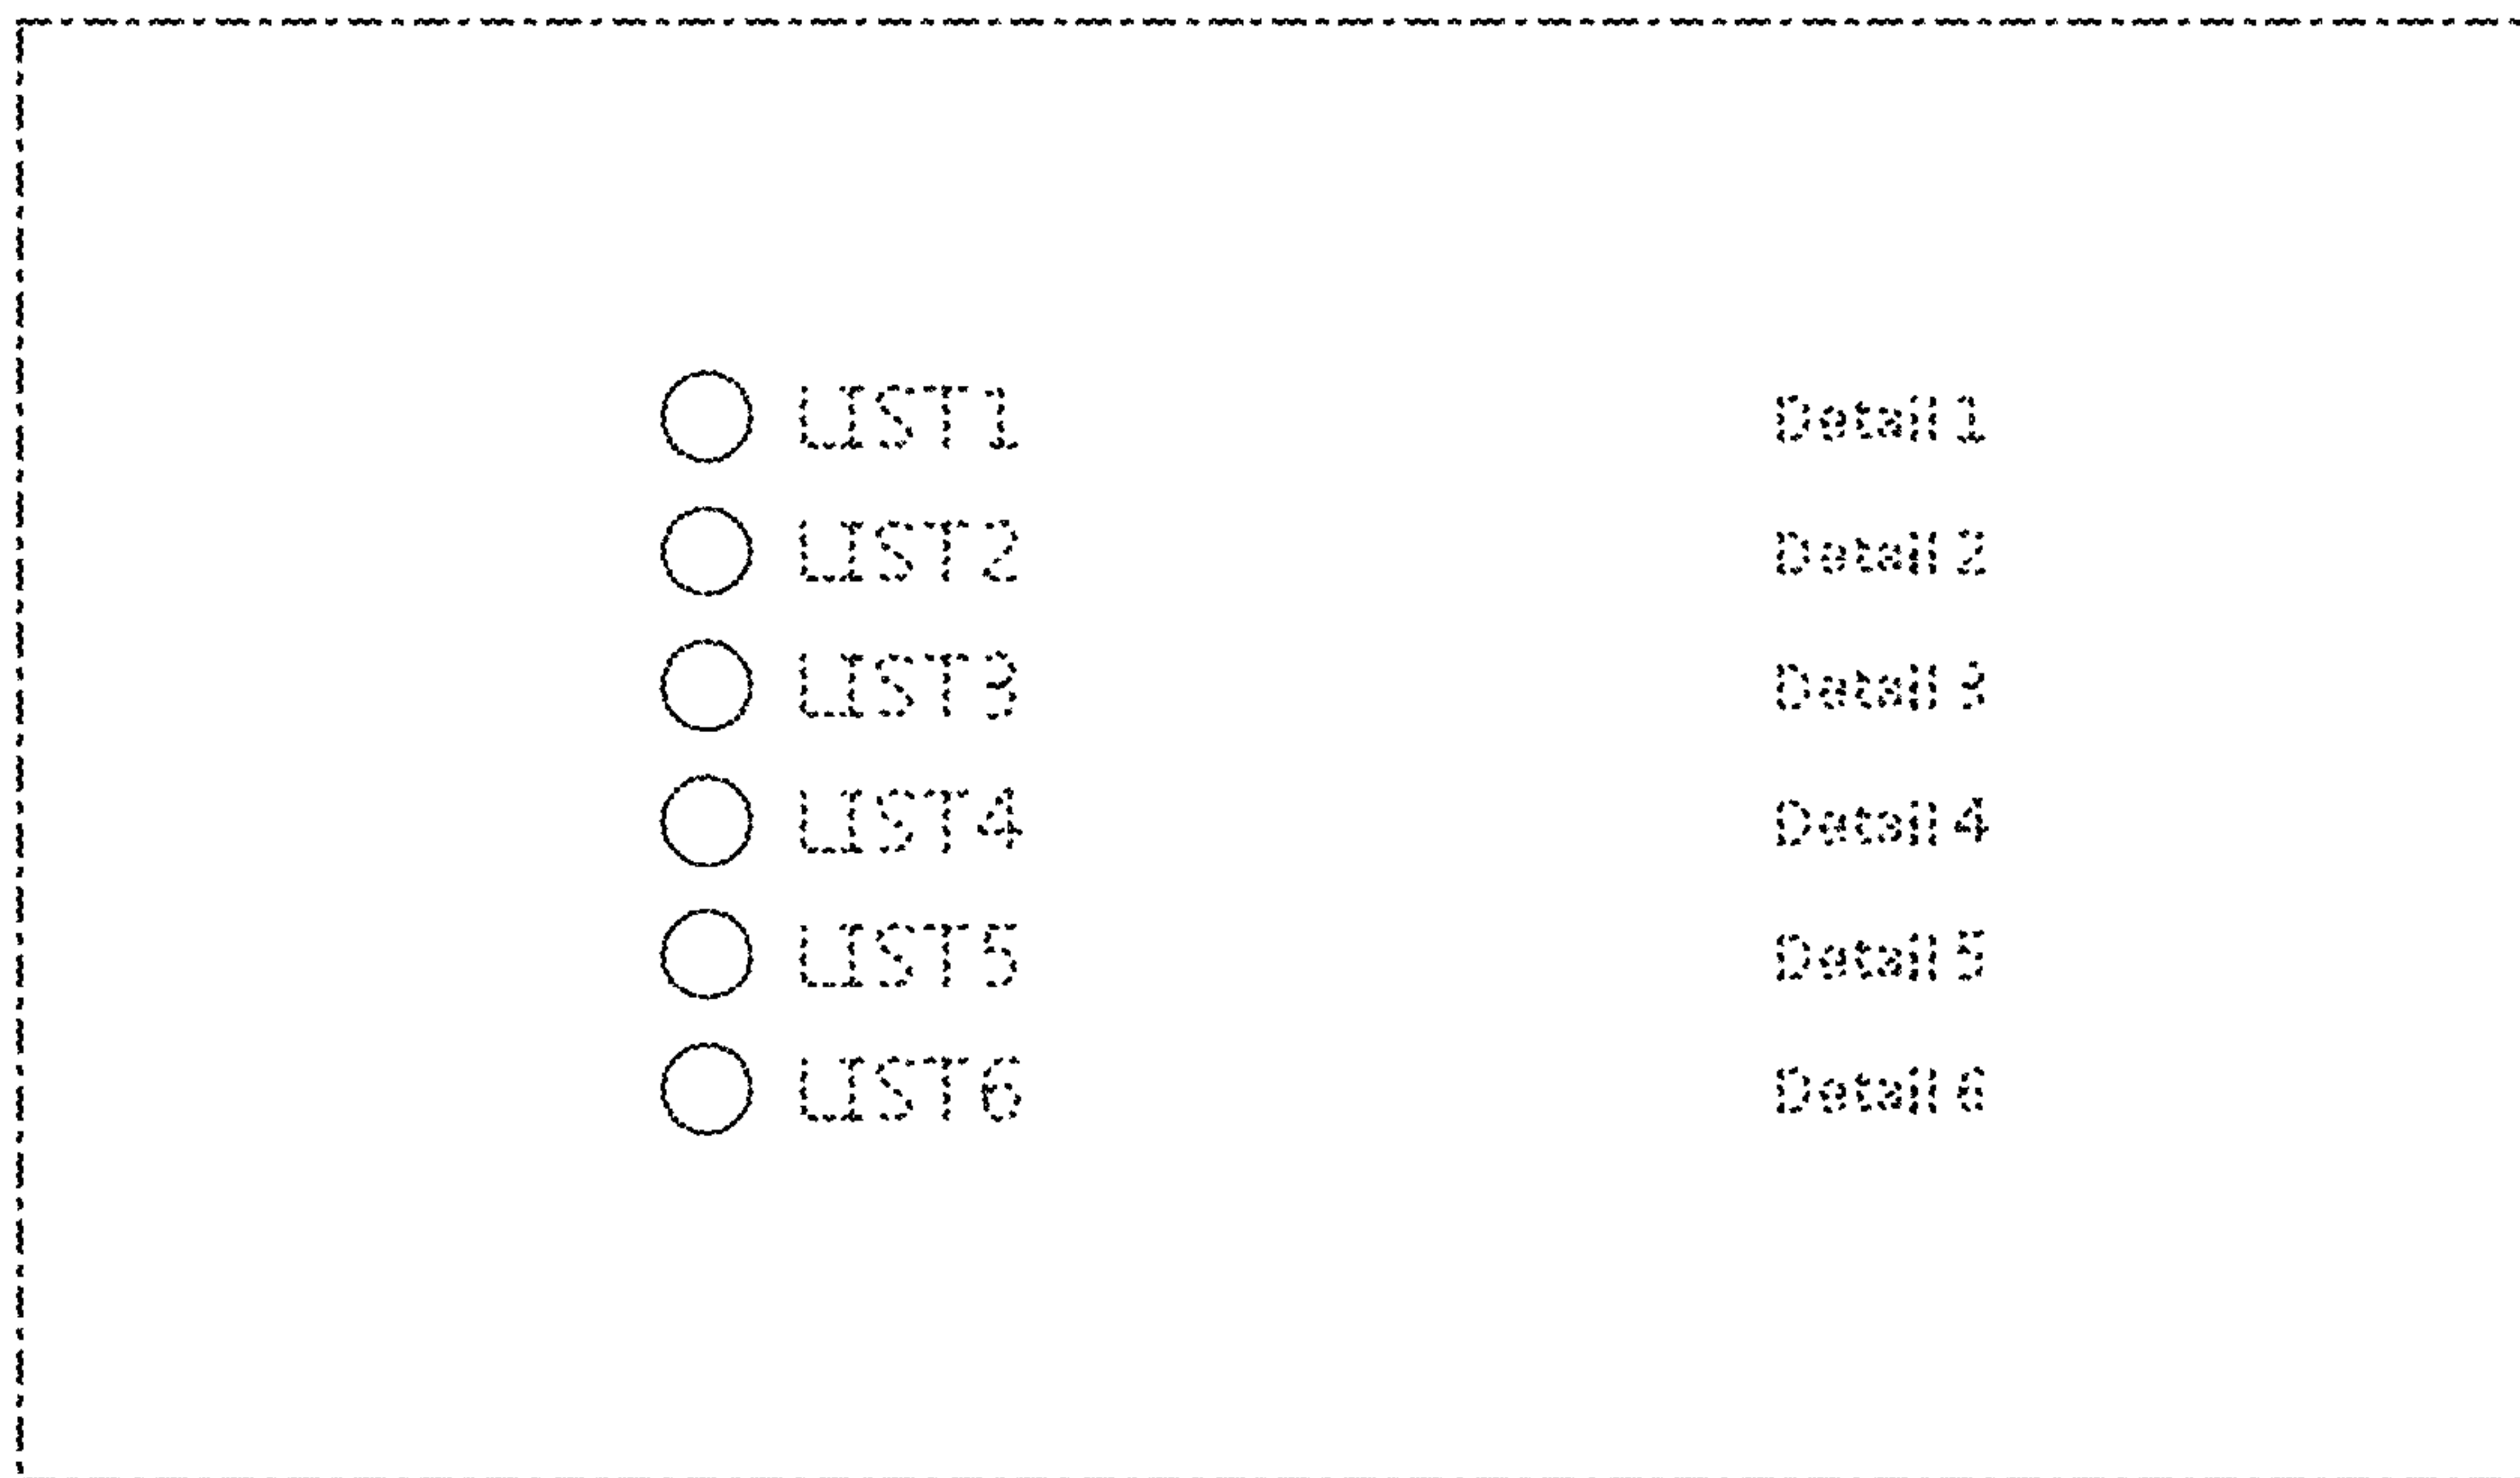 LIST1 Detail 1
LIST2 Detail 2
LIST3 Detail 3
LIST4 Detail 4
LIST5 Detail 5
LIST6 Detail 6